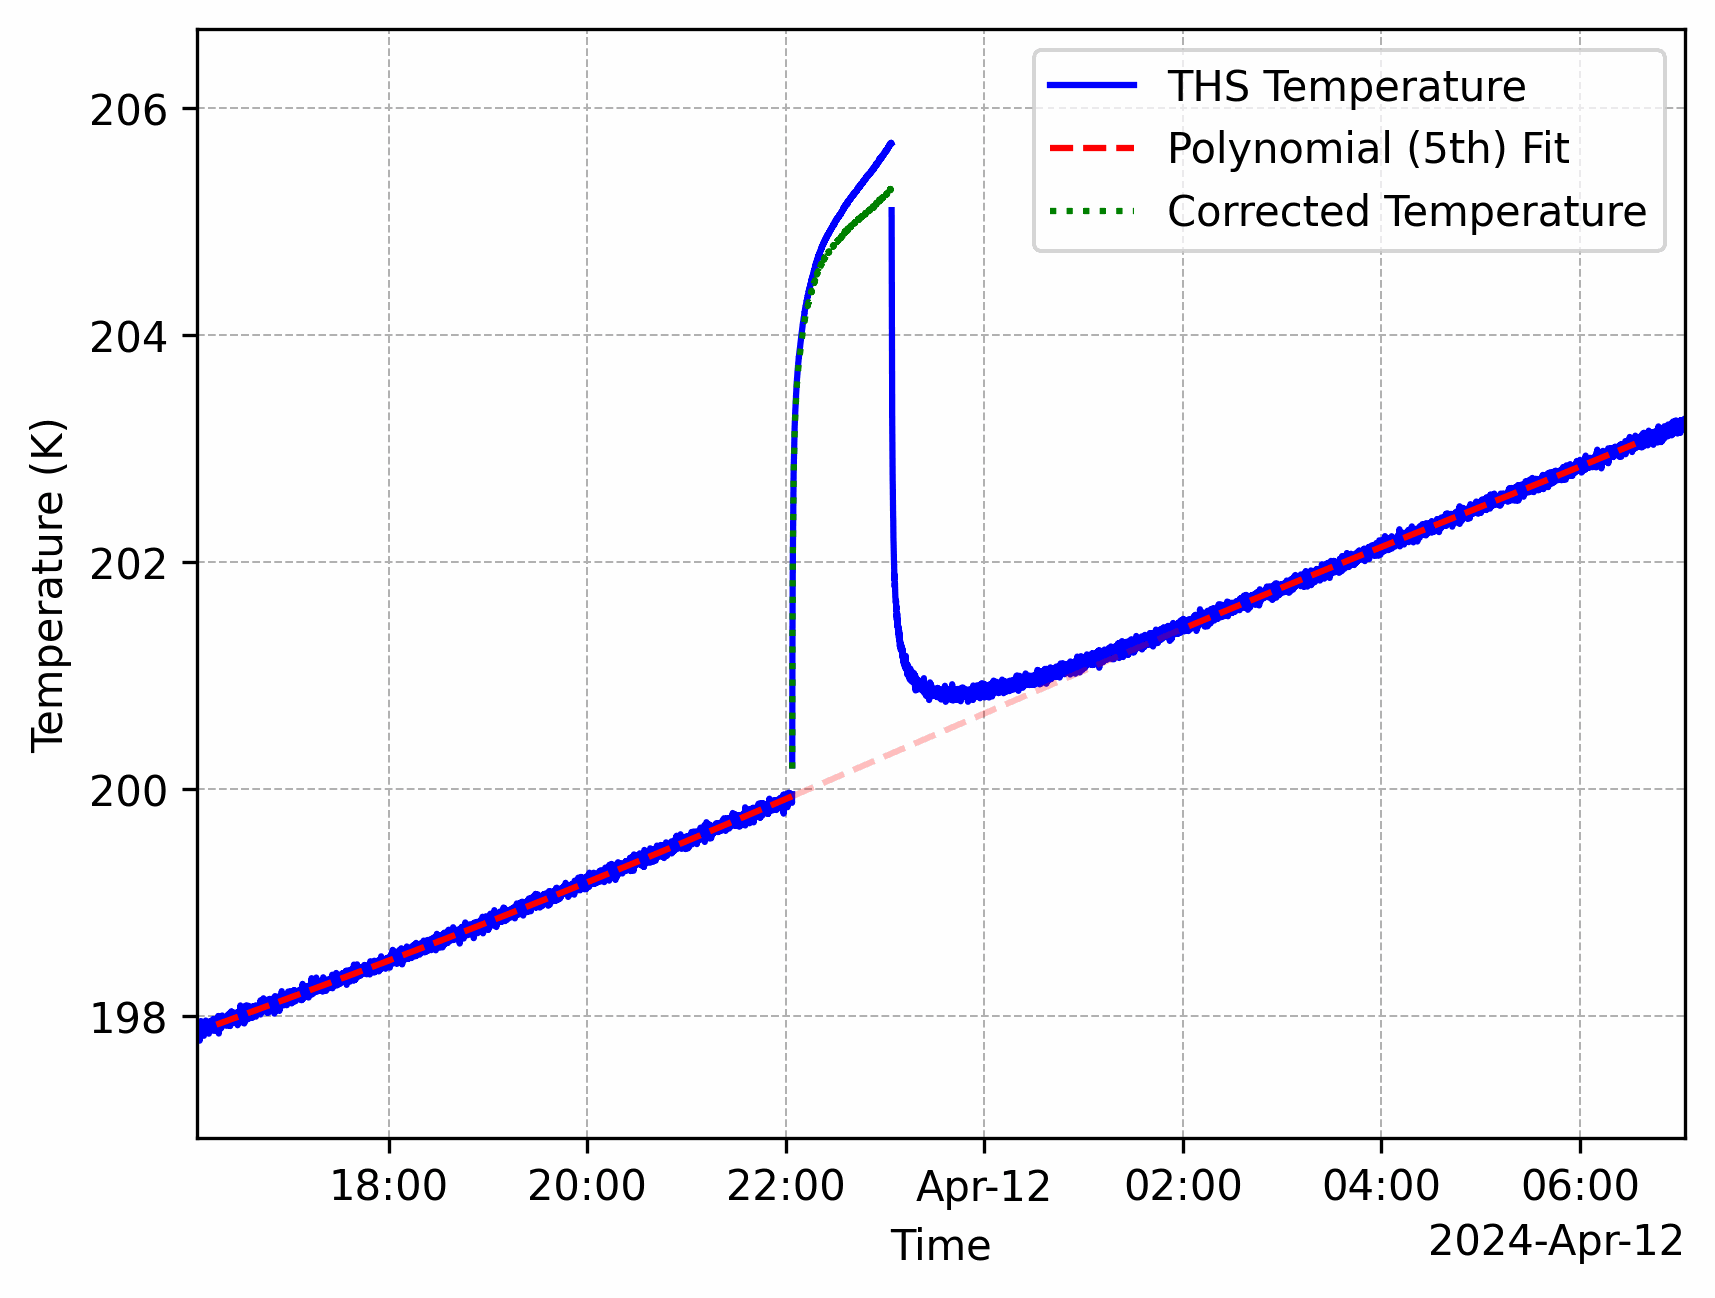 THS Temperature
Polynomial (5th) Fit
Corrected Temperature
206
204
202
200
198
Temperature (K)
18:00 20:00 22:00 Apr-12 02:00 04:00 06:00
Time
2024-Apr-12